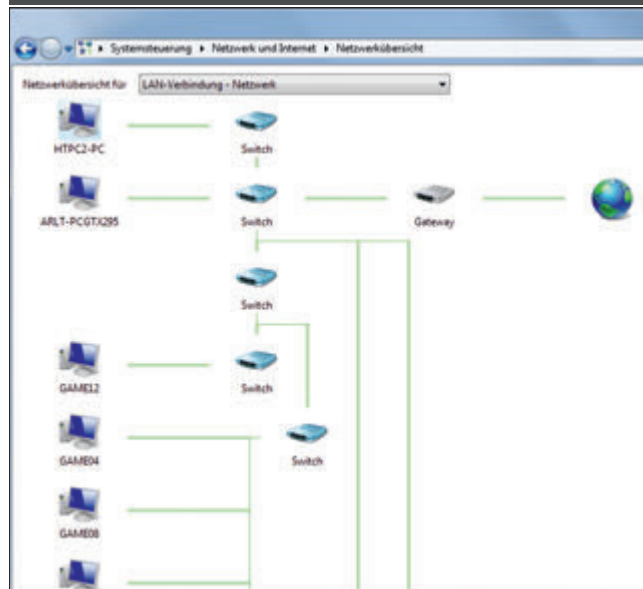 Systemsteuerung ▸ Netzwerk und Internet ▸ Netzwerkübersicht
Netzwerkübersicht für LAN-Verbindung - Netzwerk
HTPC2-PC Switch
ARLT-PCGTX295 Switch Gateway
Switch
GAME12 Switch
GAME04 Switch
GAME08